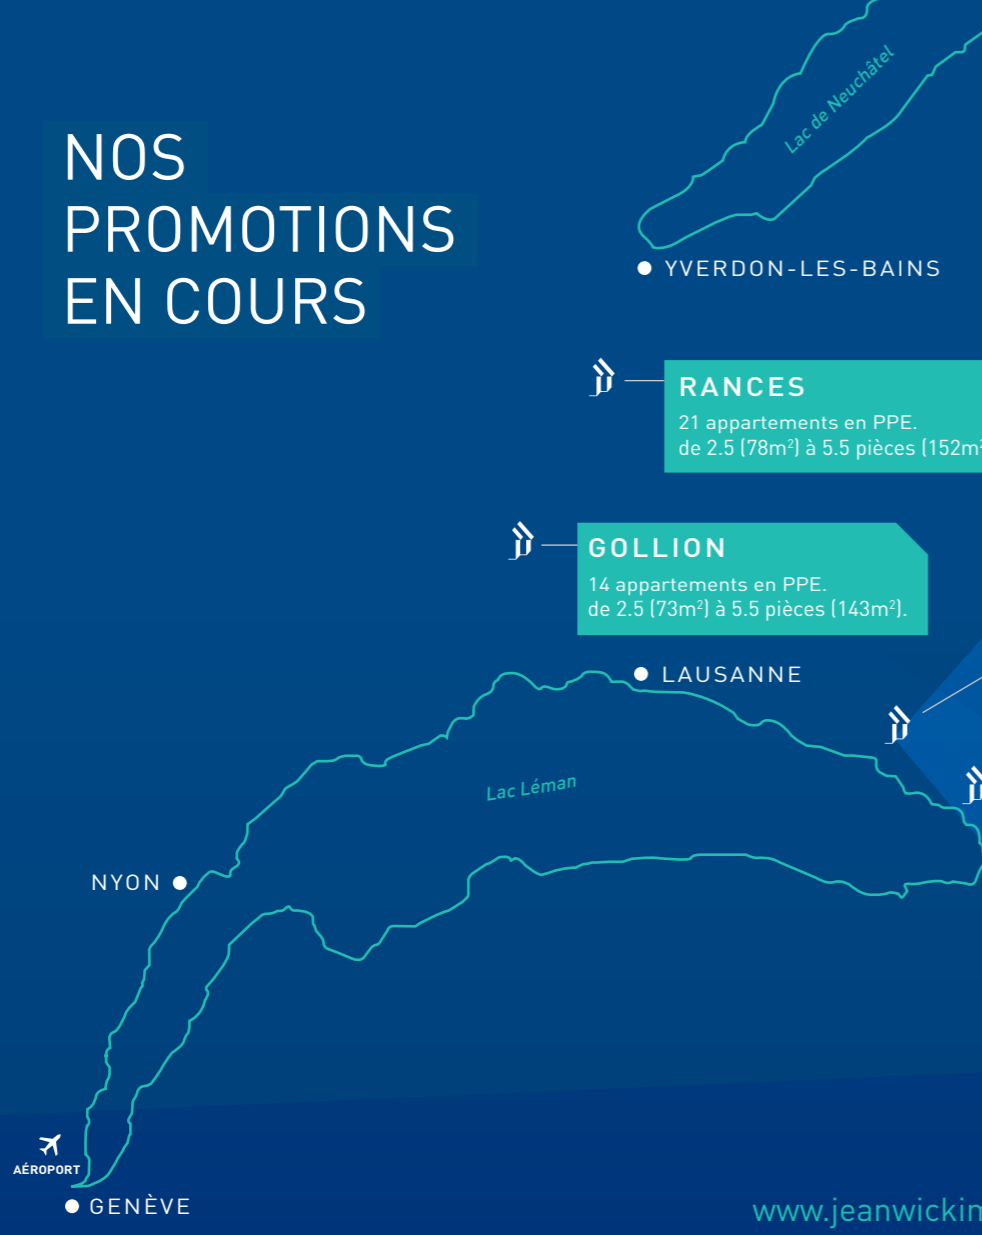 NOS
PROMOTIONS
EN COURS
Lac de Neuchâtel
YVERDON-LES-BAINS
RANCES
21 appartements en PPE.
de 2.5 (78m²) à 5.5 pièces (152m²
GOLLION
14 appartements en PPE.
de 2.5 (73m²) à 5.5 pièces (143m²).
LAUSANNE
Lac Léman
NYON
AÉROPORT
GENÈVE
www.jeanwickim